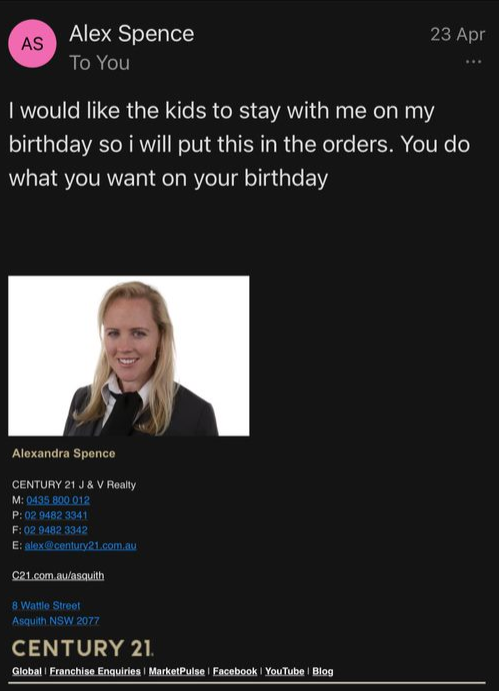 AS
Alex Spence
23 Apr
To You
...
I would like the kids to stay with me on my
birthday so i will put this in the orders. You do
what you want on your birthday
Alexandra Spence
CENTURY 21 J & V Realty
M: 0435 800 012
P: 02 9482 3341
F: 02 9482 3342
E: alex@century21.com.au
C21.com.au/asquith
8 Wattle Street
Asquith NSW 2077
CENTURY 21.
Global | Franchise Enquiries | MarketPulse | Facebook | YouTube | Blog